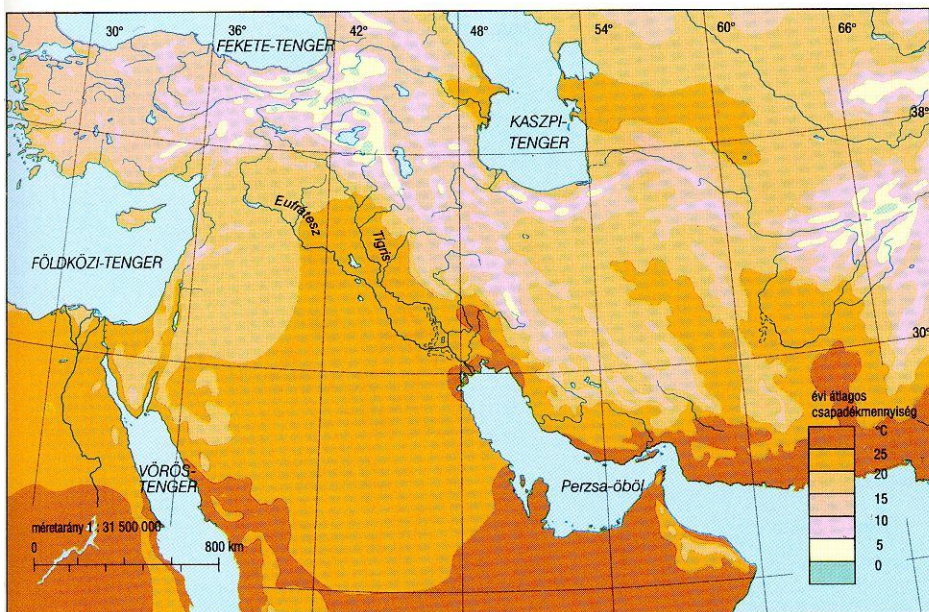 30°
36°
42°
48°
54°
60°
66°
FEKETE-TENGER
38°
KASZPI-
TENGER
Eufrátesz
Tigris
FÖLDKÖZI-TENGER
30°
évi átlagos
csapadékmennyiség
°C
25
20
15
10
5
0
VÖRÖS-
TENGER
Perzsa-öböl
méretarány 1 : 31 500 000
0
800 km